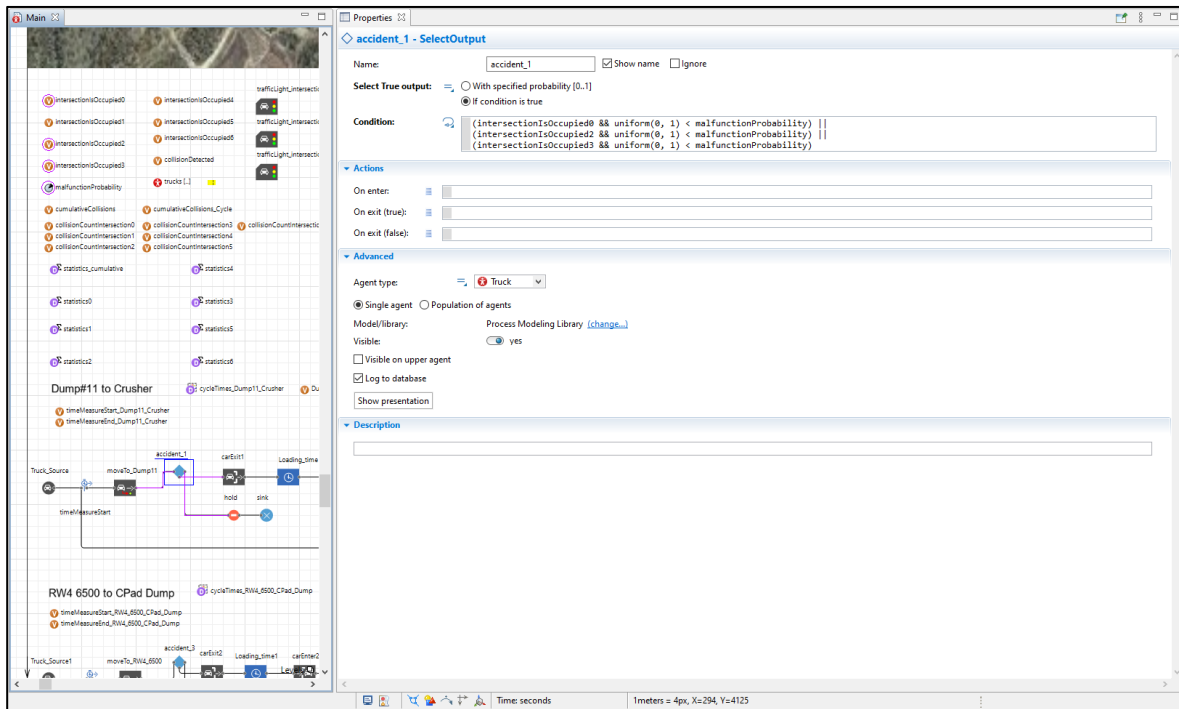 Main
intersectionIsOccupied0
intersectionIsOccupied4
trafficLight_intersectio
intersectionIsOccupied1
intersectionIsOccupied5
intersectionIsOccupied2
intersectionIsOccupied6
trafficLight_intersectio
intersectionIsOccupied3
collisionDetected
trafficLight_intersectio
malfunctionProbability
trucks [..]
cumulativeCollisions
cumulativeCollisions_Cycle
collisionCountIntersection0
collisionCountIntersection3
collisionCountIntersectio
collisionCountIntersection1
collisionCountIntersection4
collisionCountIntersection2
collisionCountIntersection5
statistics_cumulative
statistics4
statistics0
statistics3
statistics1
statistics5
statistics2
statistics6
Dump#11 to Crusher
cycleTimes_Dump11_Crusher
Du
timeMeasureStart_Dump11_Crusher
timeMeasureEnd_Dump11_Crusher
accident_1
carExit1
Loading_time
Truck_Source
moveTo_Dump11
hold
sink
timeMeasureStart
RW4 6500 to CPad Dump
cycleTimes_RW4_6500_CPad_Dump
timeMeasureStart_RW4_6500_CPad_Dump
timeMeasureEnd_RW4_6500_CPad_Dump
accident_3
carExit2
Loading_time1
carEnter2
Truck_Source1
moveTo_RW4_6500
Properties
accident_1 - SelectOutput
Name:
accident_1
Show name
Ignore
Select True output:
With specified probability [0..1]
If condition is true
Condition:
(intersectionIsOccupied0 && uniform(0, 1) < malfunctionProbability) ||
(intersectionIsOccupied2 && uniform(0, 1) < malfunctionProbability) ||
(intersectionIsOccupied3 && uniform(0, 1) < malfunctionProbability)
Actions
On enter:
On exit (true):
On exit (false):
Advanced
Agent type:
Truck
Single agent
Population of agents
Model/library:
Process Modeling Library (change...)
Visible:
yes
Visible on upper agent
Log to database
Show presentation
Description
Time: seconds
1meters = 4px, X=294, Y=4125